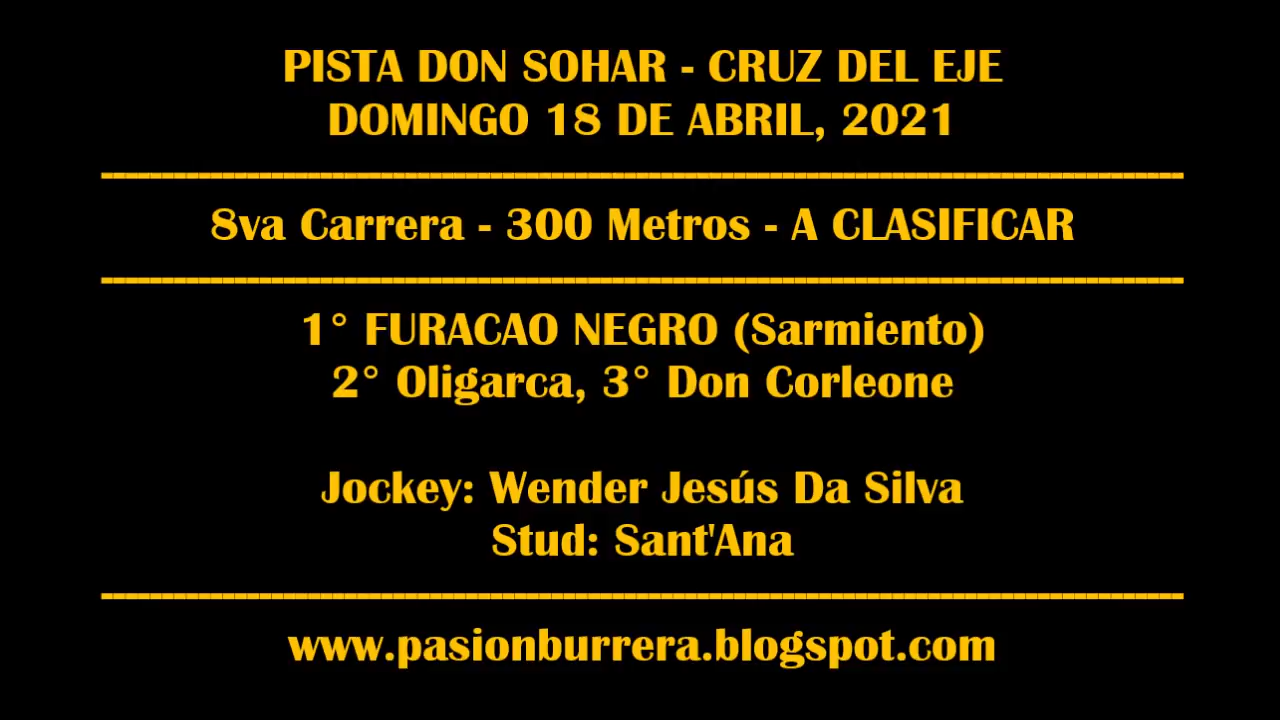 PISTA DON SOHAR - CRUZ DEL EJE
DOMINGO 18 DE ABRIL, 2021
8va Carrera - 300 Metros - A CLASIFICAR
1° FURACAO NEGRO (Sarmiento)
2° Oligarca, 3° Don Corleone
Jockey: Wender Jesús Da Silva
Stud: Sant'Ana
www.pasionburrera.blogspot.com